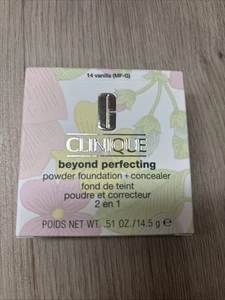 14 vanilla (MF-G)
CLINIQUE
beyond perfecting
powder foundation + concealer
fond de teint
poudre et correcteur
2 en 1
POIDS NET WT. .51 OZ./14.5 g ℮